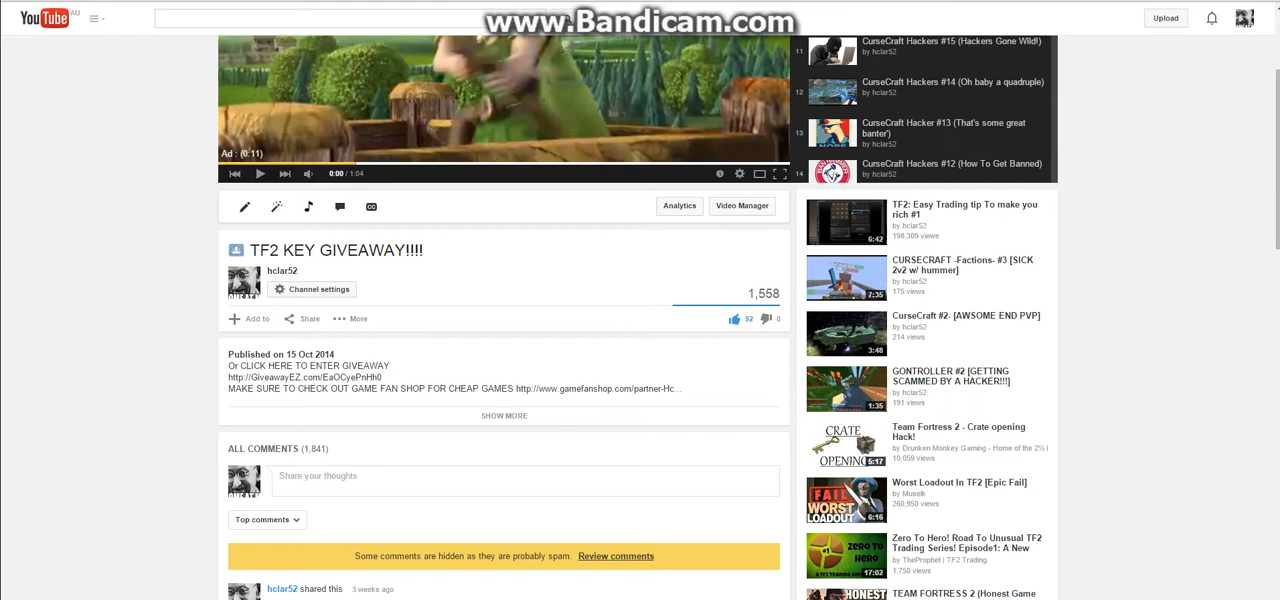 YouTube AU
www.Bandicam.com
Upload
CurseCraft Hackers #15 (Hackers Gone Wild!)
11
by hclar52
CurseCraft Hackers #14 (Oh baby a quadruple)
12
by hclar52
CurseCraft Hacker #13 (That's some great
banter')
13
by hclar52
CurseCraft Hackers #12 (How To Get Banned)
14
by hclar52
Ad : (0:11)
0:00 / 1:04
Analytics
Video Manager
TF2 KEY GIVEAWAY!!!!
hclar52
Channel settings
1,558
Add to
Share
More
92
0
Published on 15 Oct 2014
Or CLICK HERE TO ENTER GIVEAWAY
http://GiveawayEZ.com/EaOCyePnHh0
MAKE SURE TO CHECK OUT GAME FAN SHOP FOR CHEAP GAMES http://www.gamefanshop.com/partner-Hc...
SHOW MORE
ALL COMMENTS (1,841)
Share your thoughts
Top comments
Some comments are hidden as they are probably spam. Review comments
hclar52 shared this 3 weeks ago
TF2: Easy Trading tip To make you
rich #1
by hclar52
198,309 views
6:42
CURSECRAFT -Factions- #3 [SICK
2v2 w/ hummer]
by hclar52
175 views
7:35
CurseCraft #2- [AWSOME END PVP]
by hclar52
214 views
3:48
GONTROLLER #2 [GETTING
SCAMMED BY A HACKER!!!]
by hclar52
191 views
1:35
CRATE
OPENING
5:17
Team Fortress 2 - Crate opening
Hack!
by Drunken Monkey Gaming - Home of the 2½
10,059 views
FAIL
WORST
LOADOUT
6:16
Worst Loadout In TF2 [Epic Fail]
by Muselk
260,950 views
#1
ZERO TO
HERO
17:02
Zero To Hero! Road To Unusual TF2
Trading Series! Episode1: A New
by TheProphet | TF2 Trading
1,750 views
HONEST
TEAM FORTRESS 2 (Honest Game